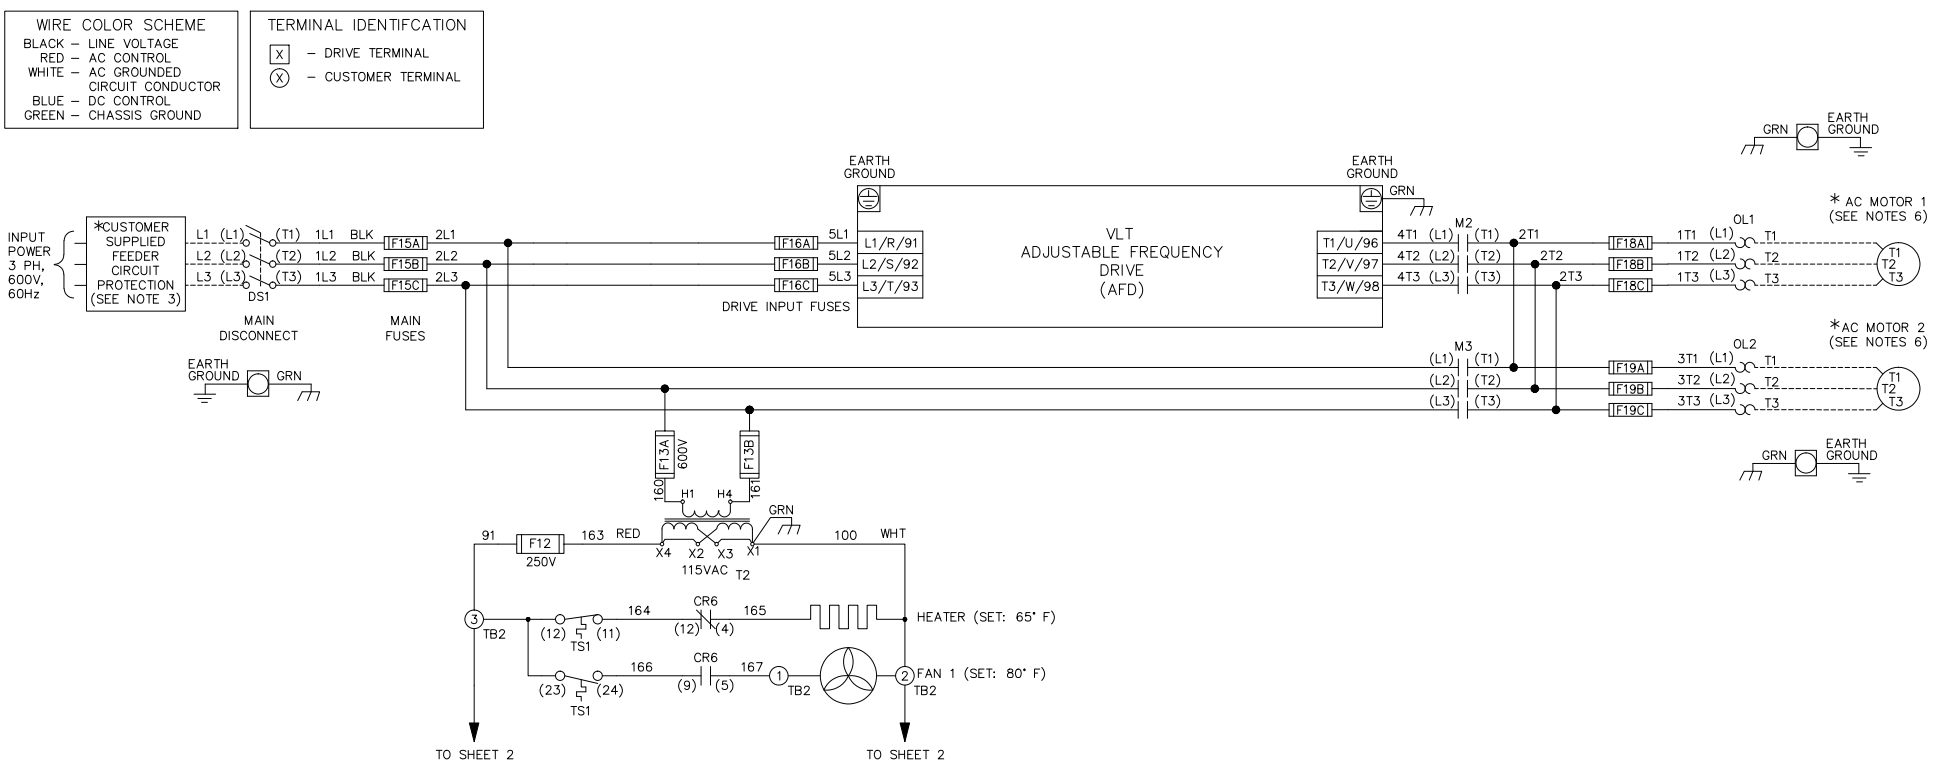 WIRE COLOR SCHEME
BLACK – LINE VOLTAGE
RED – AC CONTROL
WHITE – AC GROUNDED
CIRCUIT CONDUCTOR
BLUE – DC CONTROL
GREEN – CHASSIS GROUND
TERMINAL IDENTIFCATION
X – DRIVE TERMINAL
X – CUSTOMER TERMINAL
INPUT
POWER
3 PH,
600V,
60Hz
*CUSTOMER
SUPPLIED
FEEDER
CIRCUIT
PROTECTION
(SEE NOTE 3)
L1 (L1) (T1) 1L1 BLK F15A 2L1
L2 (L2) (T2) 1L2 BLK F15B 2L2
L3 (L3) (T3) 1L3 BLK F15C 2L3
DS1
MAIN
DISCONNECT
MAIN
FUSES
EARTH
GROUND GRN
F16A 5L1
F16B 5L2
F16C 5L3
DRIVE INPUT FUSES
EARTH
GROUND
L1/R/91
L2/S/92
L3/T/93
VLT
ADJUSTABLE FREQUENCY
DRIVE
(AFD)
EARTH
GROUND
GRN
T1/U/96
T2/V/97
T3/W/98
M2
4T1 (L1) (T1) 2T1
4T2 (L2) (T2) 2T2
4T3 (L3) (T3) 2T3
F18A 1T1 (L1) T1
F18B 1T2 (L2) T2
F18C 1T3 (L3) T3
OL1
GRN EARTH
GROUND
* AC MOTOR 1
(SEE NOTES 6)
T1
T2
T3
M3
(L1) (T1)
(L2) (T2)
(L3) (T3)
F19A 3T1 (L1) T1
F19B 3T2 (L2) T2
F19C 3T3 (L3) T3
OL2
*AC MOTOR 2
(SEE NOTES 6)
T1
T2
T3
GRN EARTH
GROUND
F13A
600V
F13B
160
161
H1 H4
GRN
91 F12 163 RED
250V
X4 X2 X3 X1
115VAC T2
100 WHT
3
TB2
(12) (11)
TS1
164
CR6
(12) (4)
165
HEATER (SET: 65° F)
(23) (24)
TS1
166
CR6
(9) (5)
167
1
TB2
2
TB2
FAN 1 (SET: 80° F)
TO SHEET 2
TO SHEET 2